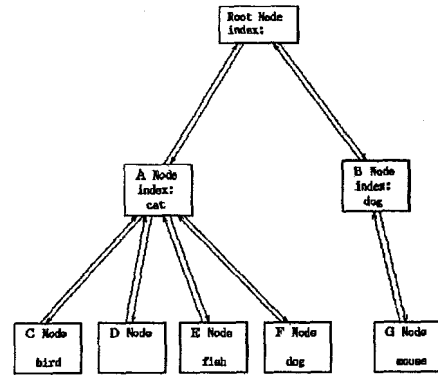 Root Node
index:
A Node
index:
cat
B Node
index:
dog
C Node
bird
D Node
E Node
fish
F Node
dog
G Node
mouse